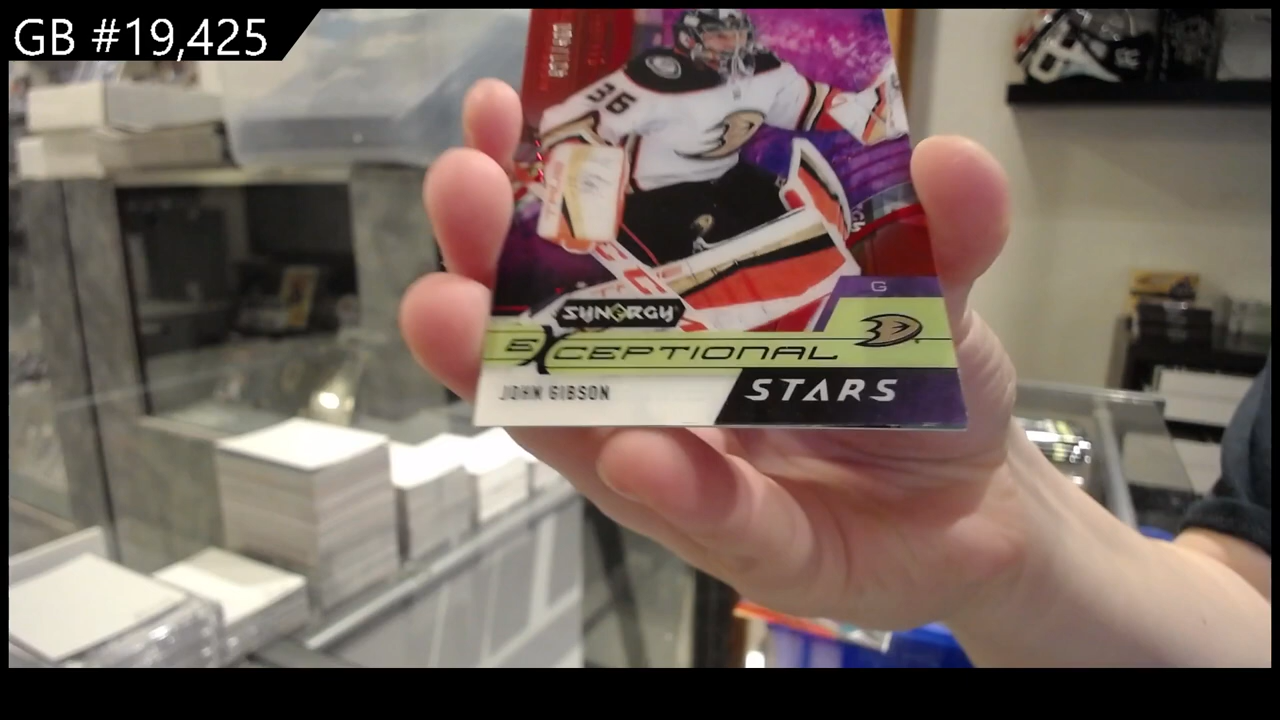 GB #19,425
36
G
SYNERGY
EXCEPTIONAL
JOHN GIBSON
STARS